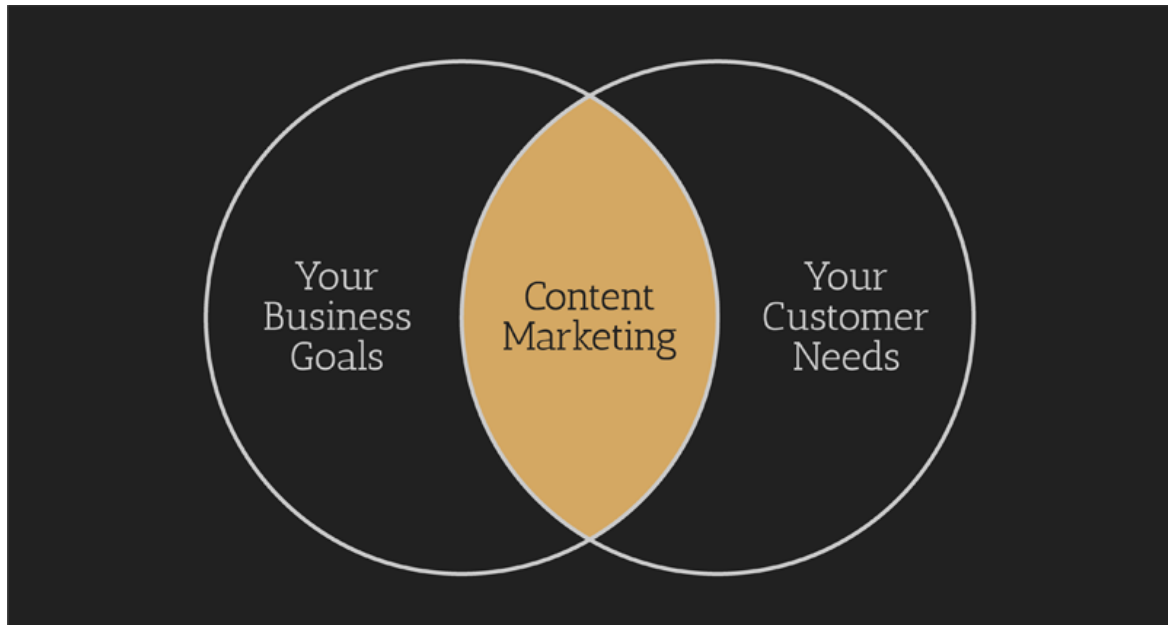 Your
Business
Goals
Content
Marketing
Your
Customer
Needs